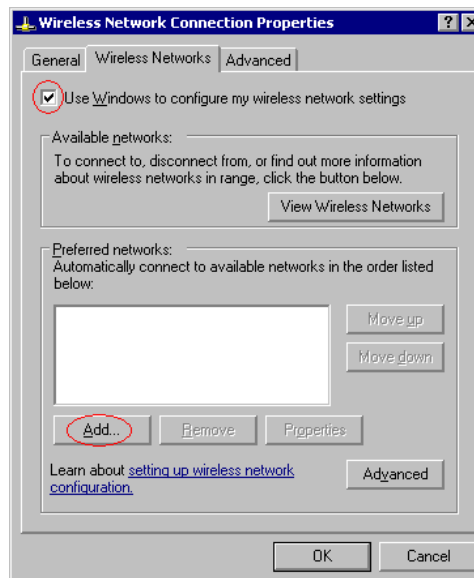 Wireless Network Connection Properties
General
Wireless Networks
Advanced
Use Windows to configure my wireless network settings
Available networks:
To connect to, disconnect from, or find out more information
about wireless networks in range, click the button below.
View Wireless Networks
Preferred networks:
Automatically connect to available networks in the order listed
below:
Move up
Move down
Add...
Remove
Properties
Learn about setting up wireless network
configuration.
Advanced
OK
Cancel